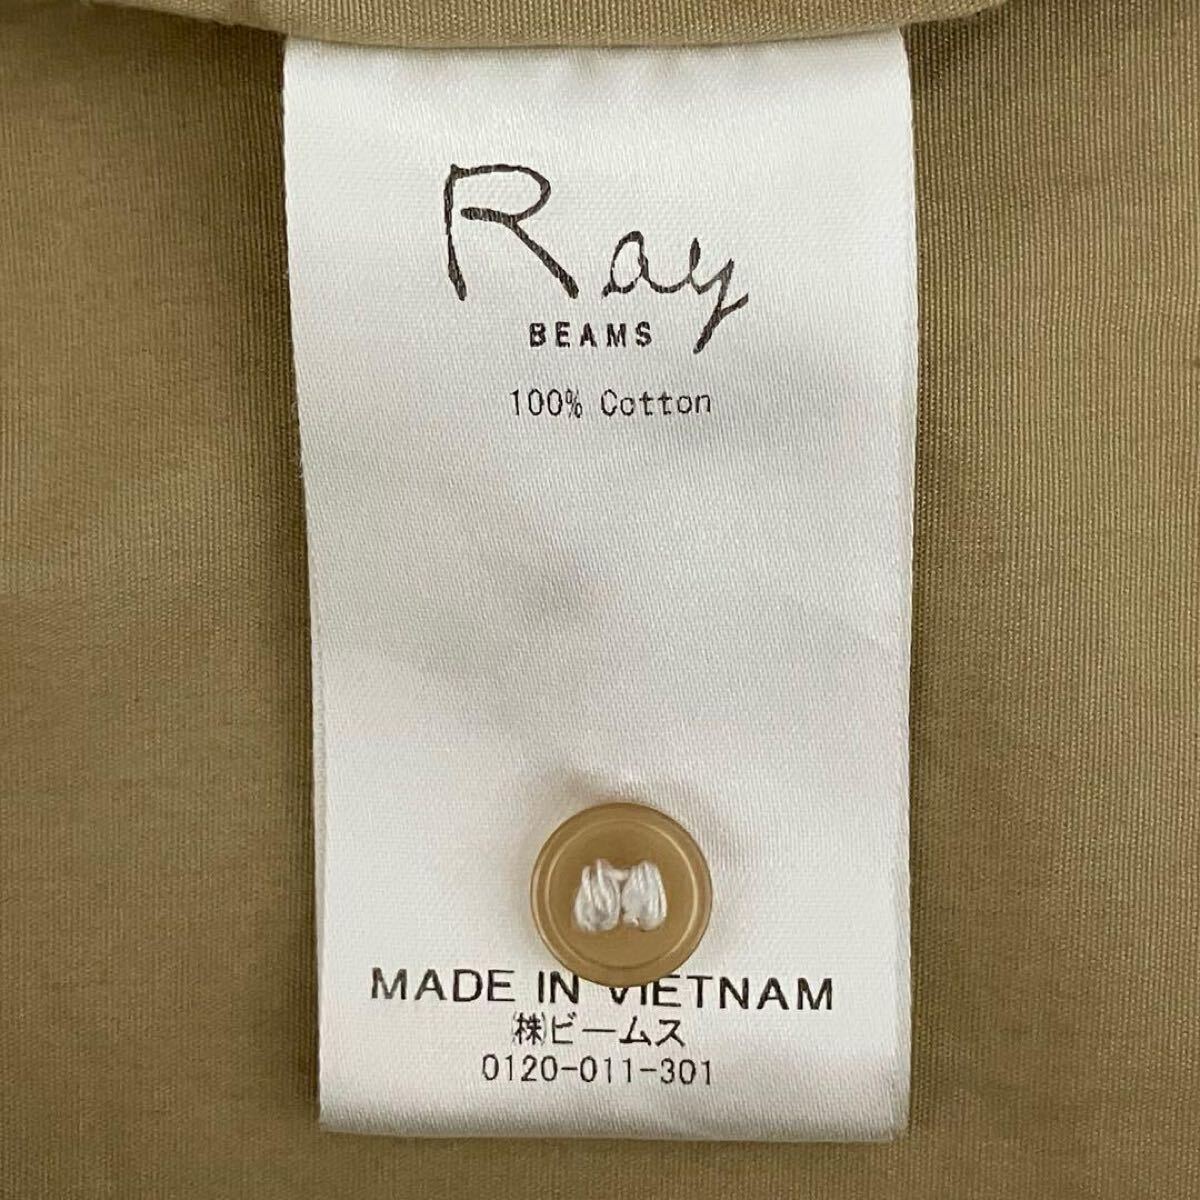 Ray
BEAMS
100% Cotton
MADE IN VIETNAM
㈱ビームス
0120-011-301